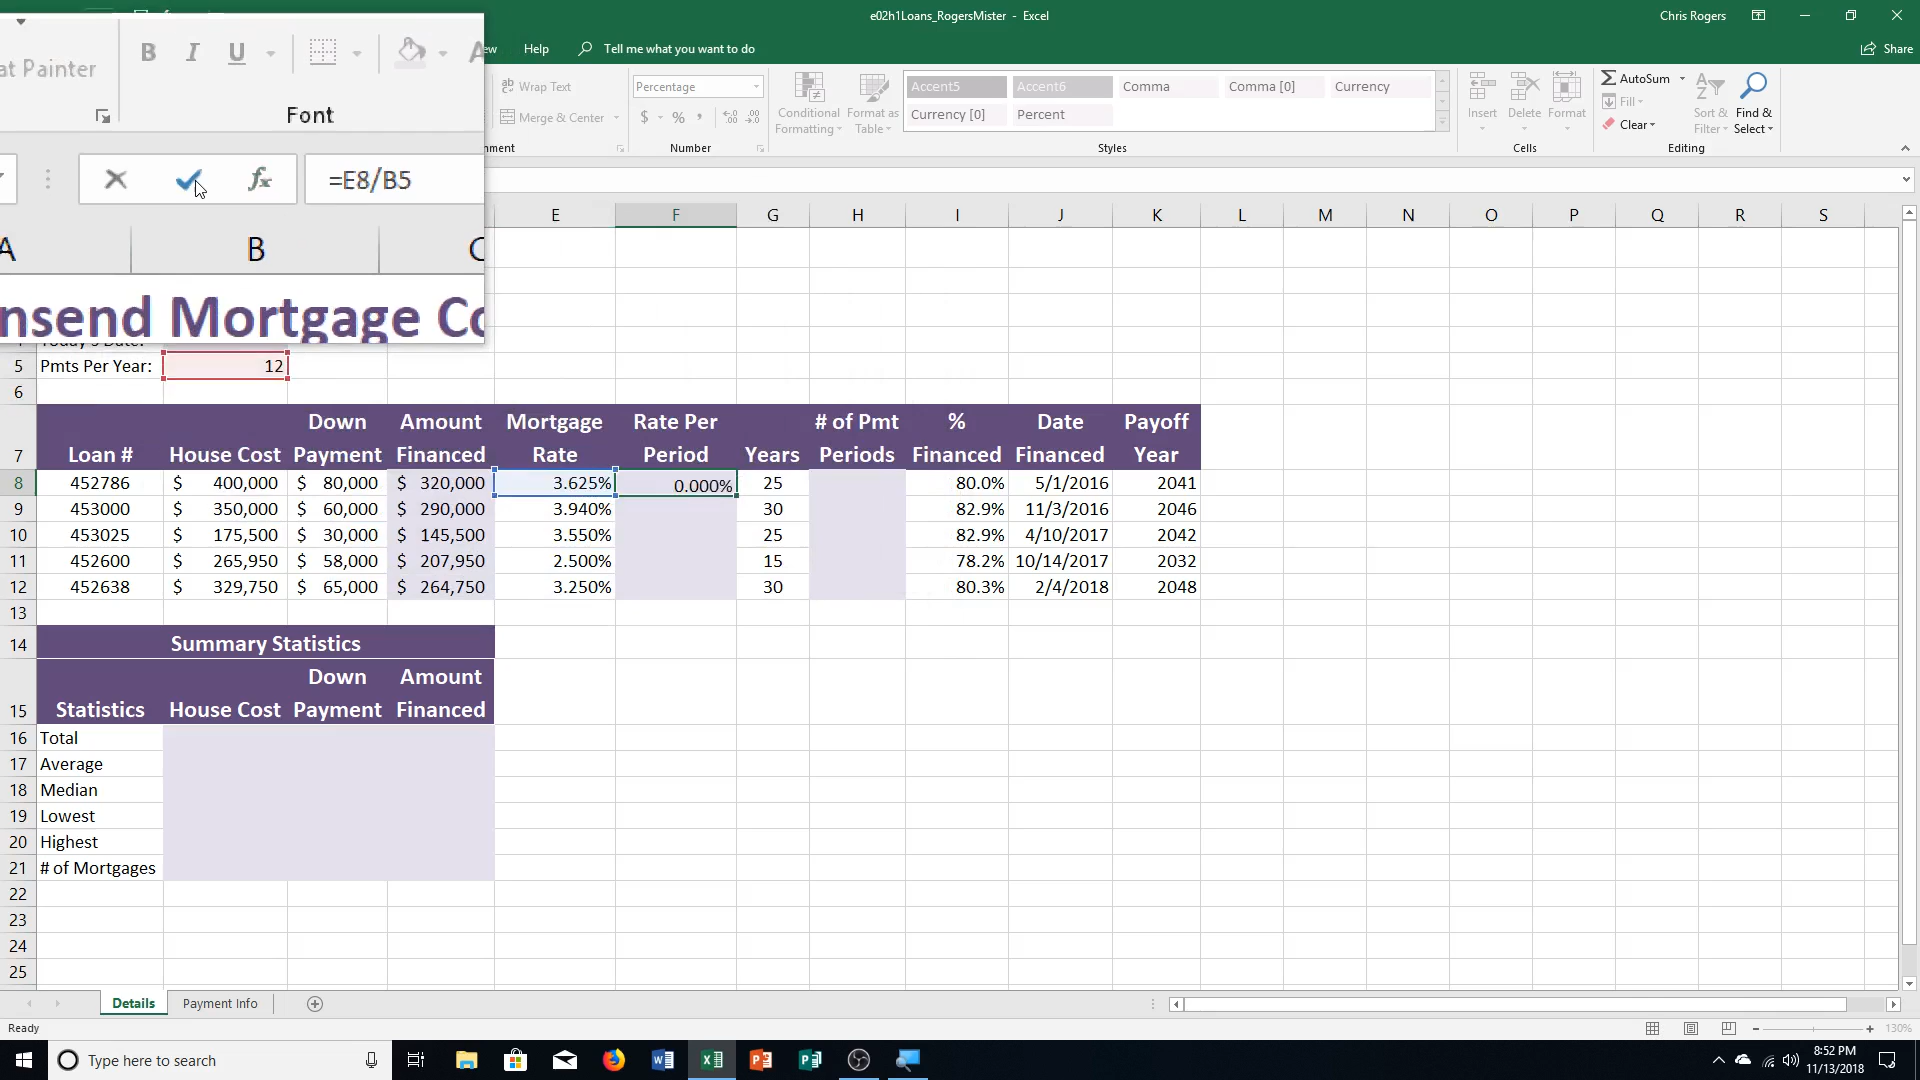 e02h1Loans_RogersMister - Excel
Chris Rogers
Help
Tell me what you want to do
Share
at Painter
B I U
Font
Wrap Text
Merge & Center
Percentage
$ % ,
Number
Conditional Formatting
Format as Table
Accent5
Accent6
Comma
Comma [0]
Currency
Currency [0]
Percent
Styles
Insert
Delete
Format
Cells
AutoSum
Fill
Clear
Sort & Filter
Find & Select
Editing
fx
=E8/B5
A B C
E F G H I J K L M N O P Q R S
nsend Mortgage Co
5 Pmts Per Year: 12
6
7 Loan # House Cost Down Payment Amount Financed Mortgage Rate Rate Per Period Years # of Pmt Periods % Financed Date Financed Payoff Year
8 452786 $ 400,000 $ 80,000 $ 320,000 3.625% 0.000% 25 80.0% 5/1/2016 2041
9 453000 $ 350,000 $ 60,000 $ 290,000 3.940% 30 82.9% 11/3/2016 2046
10 453025 $ 175,500 $ 30,000 $ 145,500 3.550% 25 82.9% 4/10/2017 2042
11 452600 $ 265,950 $ 58,000 $ 207,950 2.500% 15 78.2% 10/14/2017 2032
12 452638 $ 329,750 $ 65,000 $ 264,750 3.250% 30 80.3% 2/4/2018 2048
13
14 Summary Statistics
15 Statistics House Cost Down Payment Amount Financed
16 Total
17 Average
18 Median
19 Lowest
20 Highest
21 # of Mortgages
22
23
24
25
Details
Payment Info
Ready
130%
Type here to search
8:52 PM
11/13/2018